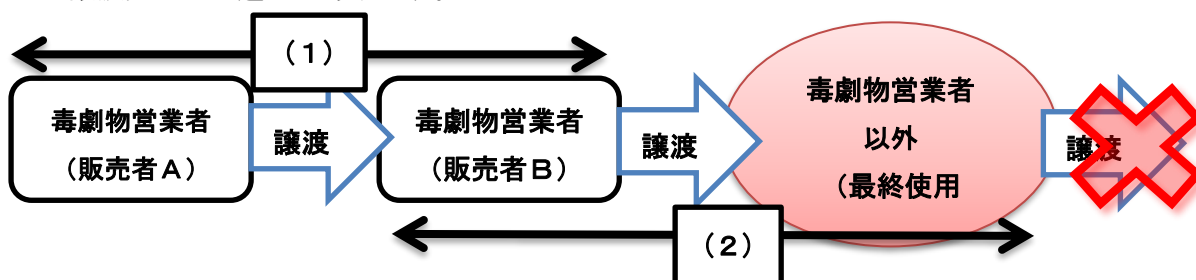 （１）
毒劇物営業者
（販売者Ａ）
譲渡
毒劇物営業者
（販売者Ｂ）
譲渡
毒劇物営業者
以外
（最終使用
譲渡
（２）